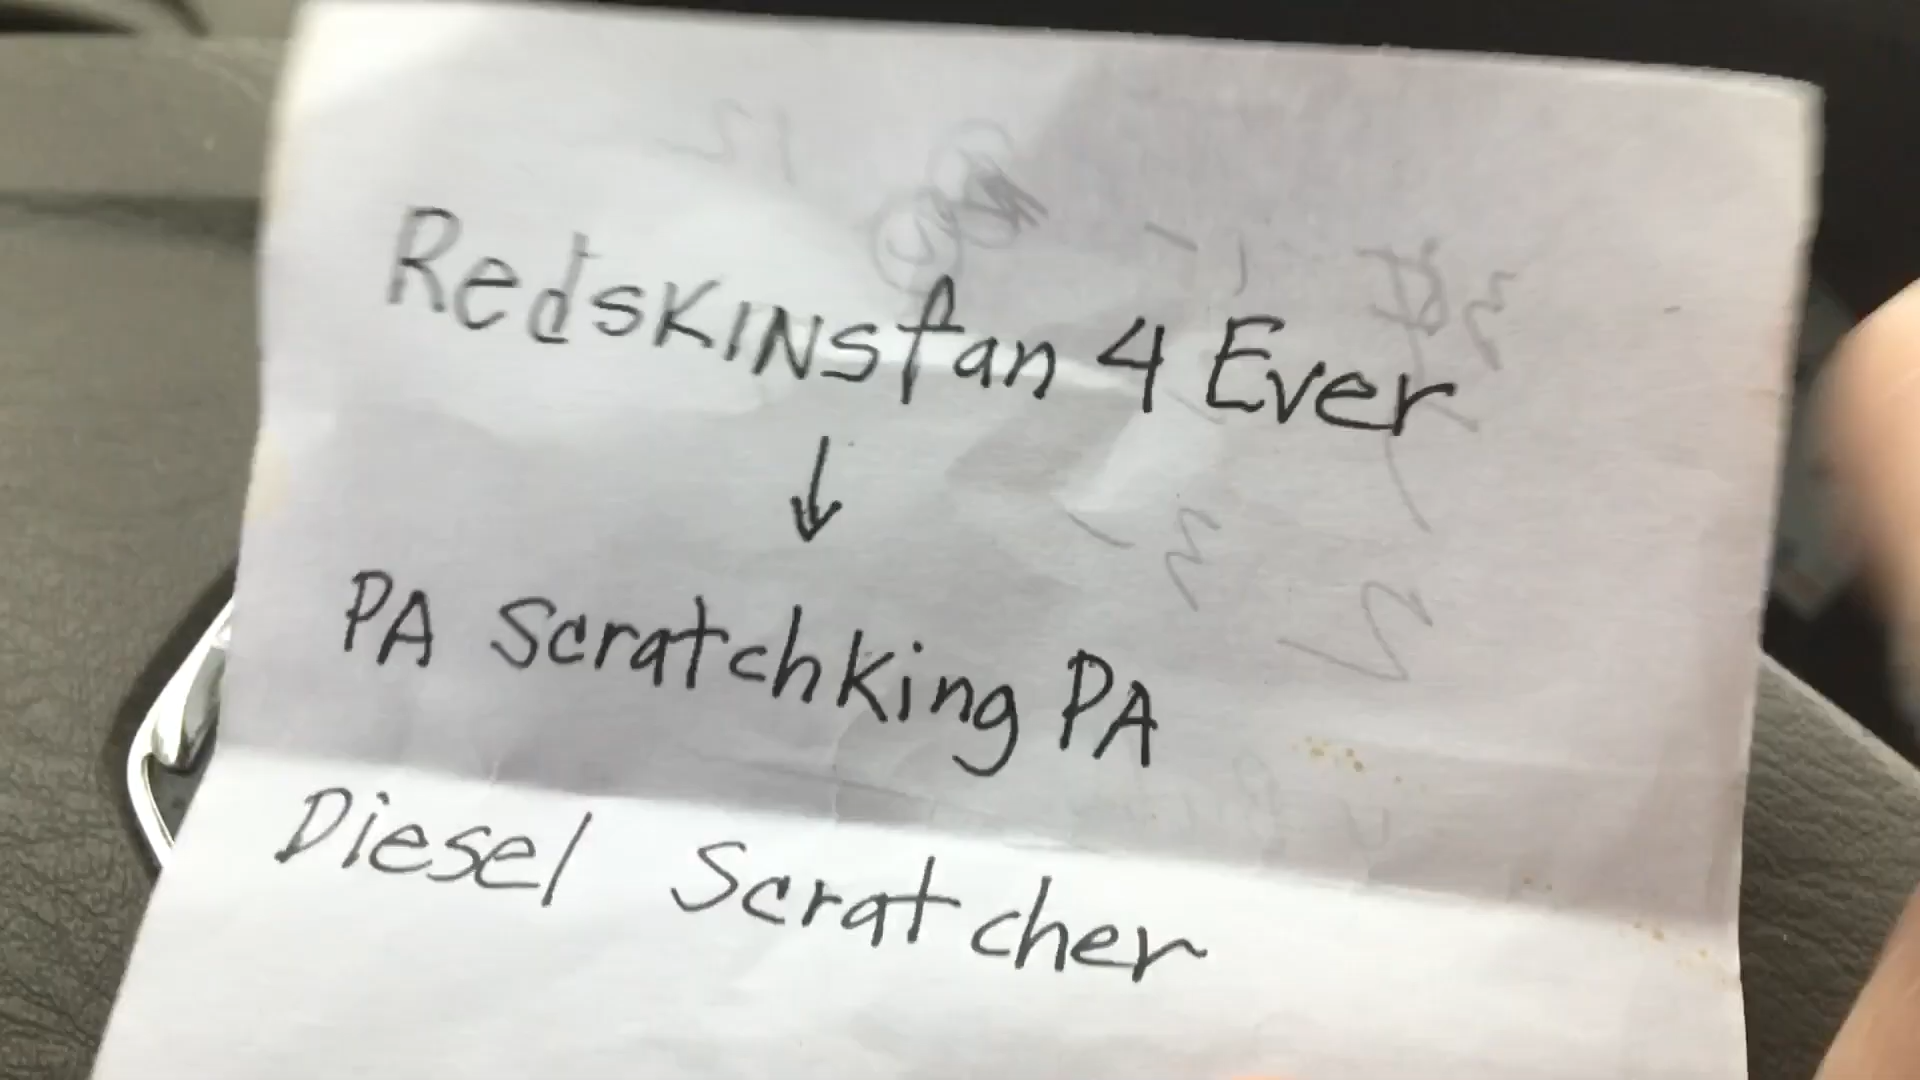 RedsKINsfan 4 Ever
↓
PA ScratchKing PA
Diesel Scratcher